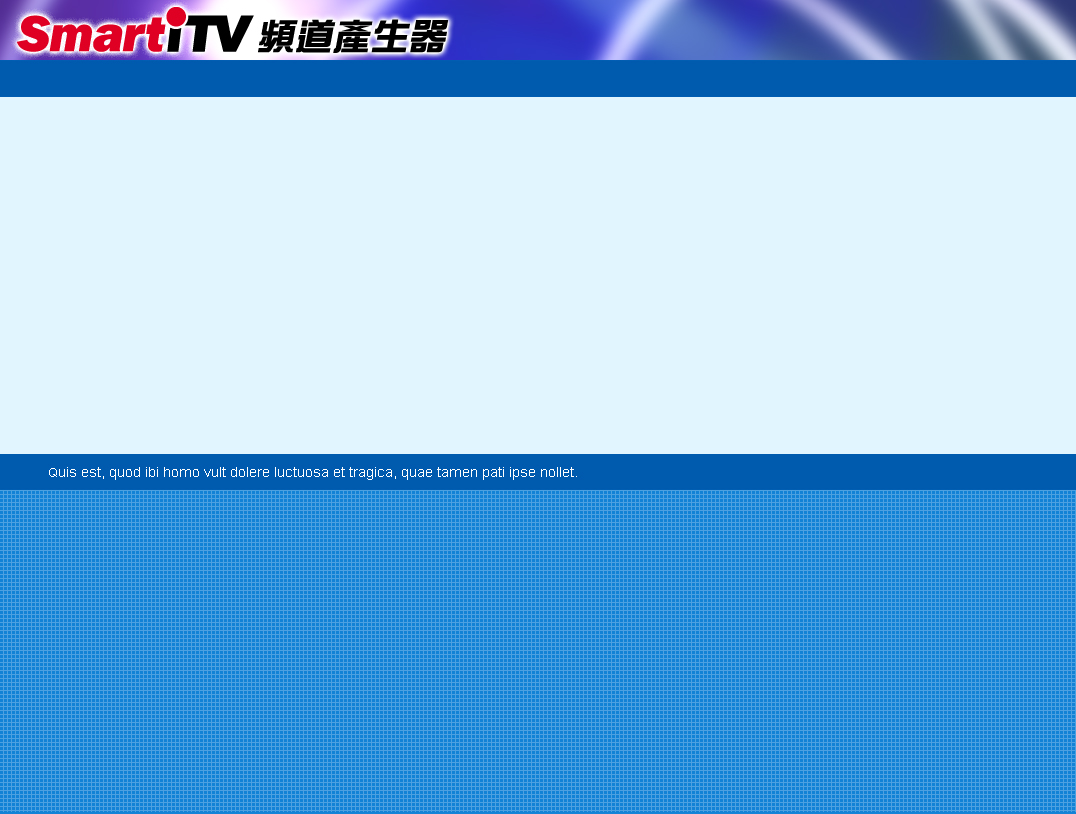 SmartiTV 頻道產生器
Quis est, quod ibi homo vult dolere luctuosa et tragica, quae tamen pati ipse nollet.